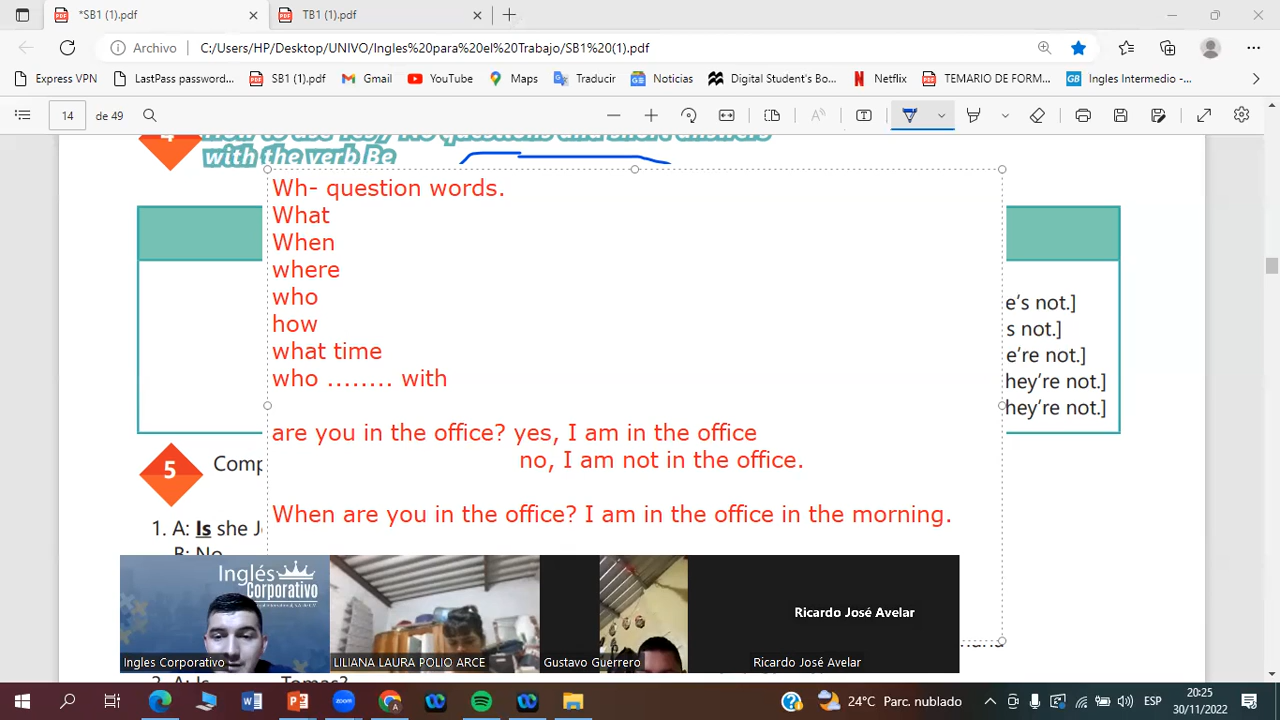 *SB1 (1).pdf
TB1 (1).pdf
Archivo C:/Users/HP/Desktop/UNIVO/Ingles%20para%20el%20Trabajo/SB1%20(1).pdf
Express VPN LastPass password... SB1 (1).pdf Gmail YouTube Maps Traducir Noticias Digital Student's Bo... Netflix TEMARIO DE FORM... Ingles Intermedio -...
14 de 49
with the verb Be
Wh- question words.
What
When
where
who
how
what time
who ........ with
e's not.]
s not.]
e're not.]
hey're not.]
hey're not.]
are you in the office? yes, I am in the office
no, I am not in the office.
5 Comp
When are you in the office? I am in the office in the morning.
1. A: Is she J
B: No
Inglés
Corporativo
Ricardo José Avelar
Ingles Corporativo
LILIANA LAURA POLIO ARCE
Gustavo Guerrero
Ricardo José Avelar
Tomas?
24°C Parc. nublado
ESP
20:25
30/11/2022